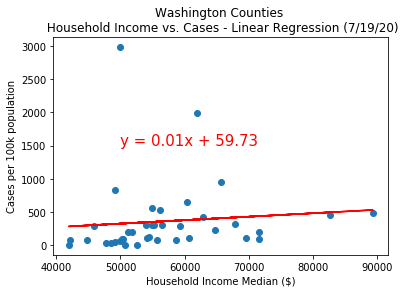 Washington Counties
Household Income vs. Cases - Linear Regression (7/19/20)
3000
2500
2000
1500
1000
500
0
Cases per 100k population
y = 0.01x + 59.73
40000 50000 60000 70000 80000 90000
Household Income Median ($)